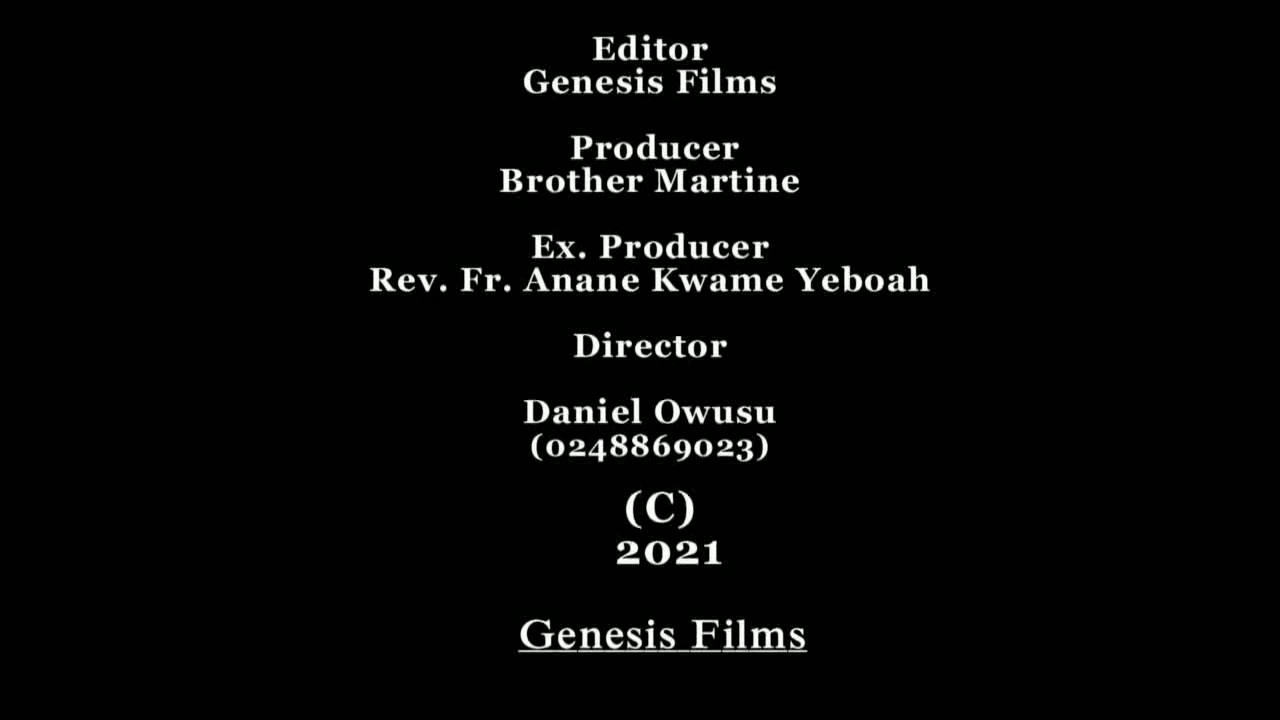 Editor
Genesis Films
Producer
Brother Martine
Ex. Producer
Rev. Fr. Anane Kwame Yeboah
Director
Daniel Owusu
(0248869023)
(C)
2021
Genesis Films